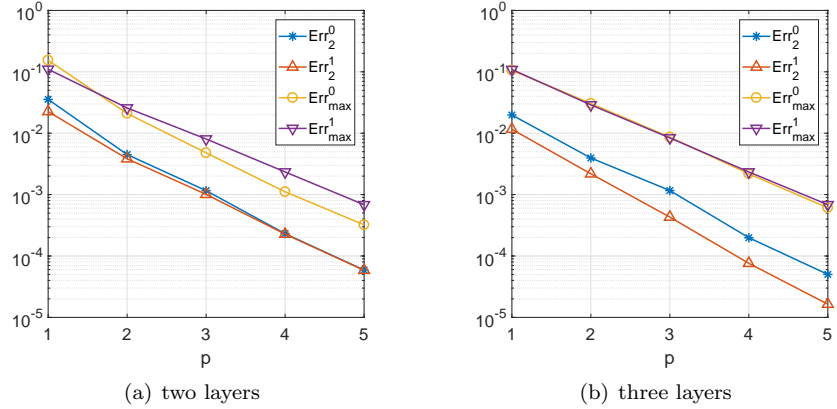 10^0
10^-1
10^-2
10^-3
10^-4
10^-5
1 2 3 4 5
p
Err_2^0
Err_2^1
Err_max^0
Err_max^1
(a) two layers
10^0
10^-1
10^-2
10^-3
10^-4
10^-5
1 2 3 4 5
p
Err_2^0
Err_2^1
Err_max^0
Err_max^1
(b) three layers